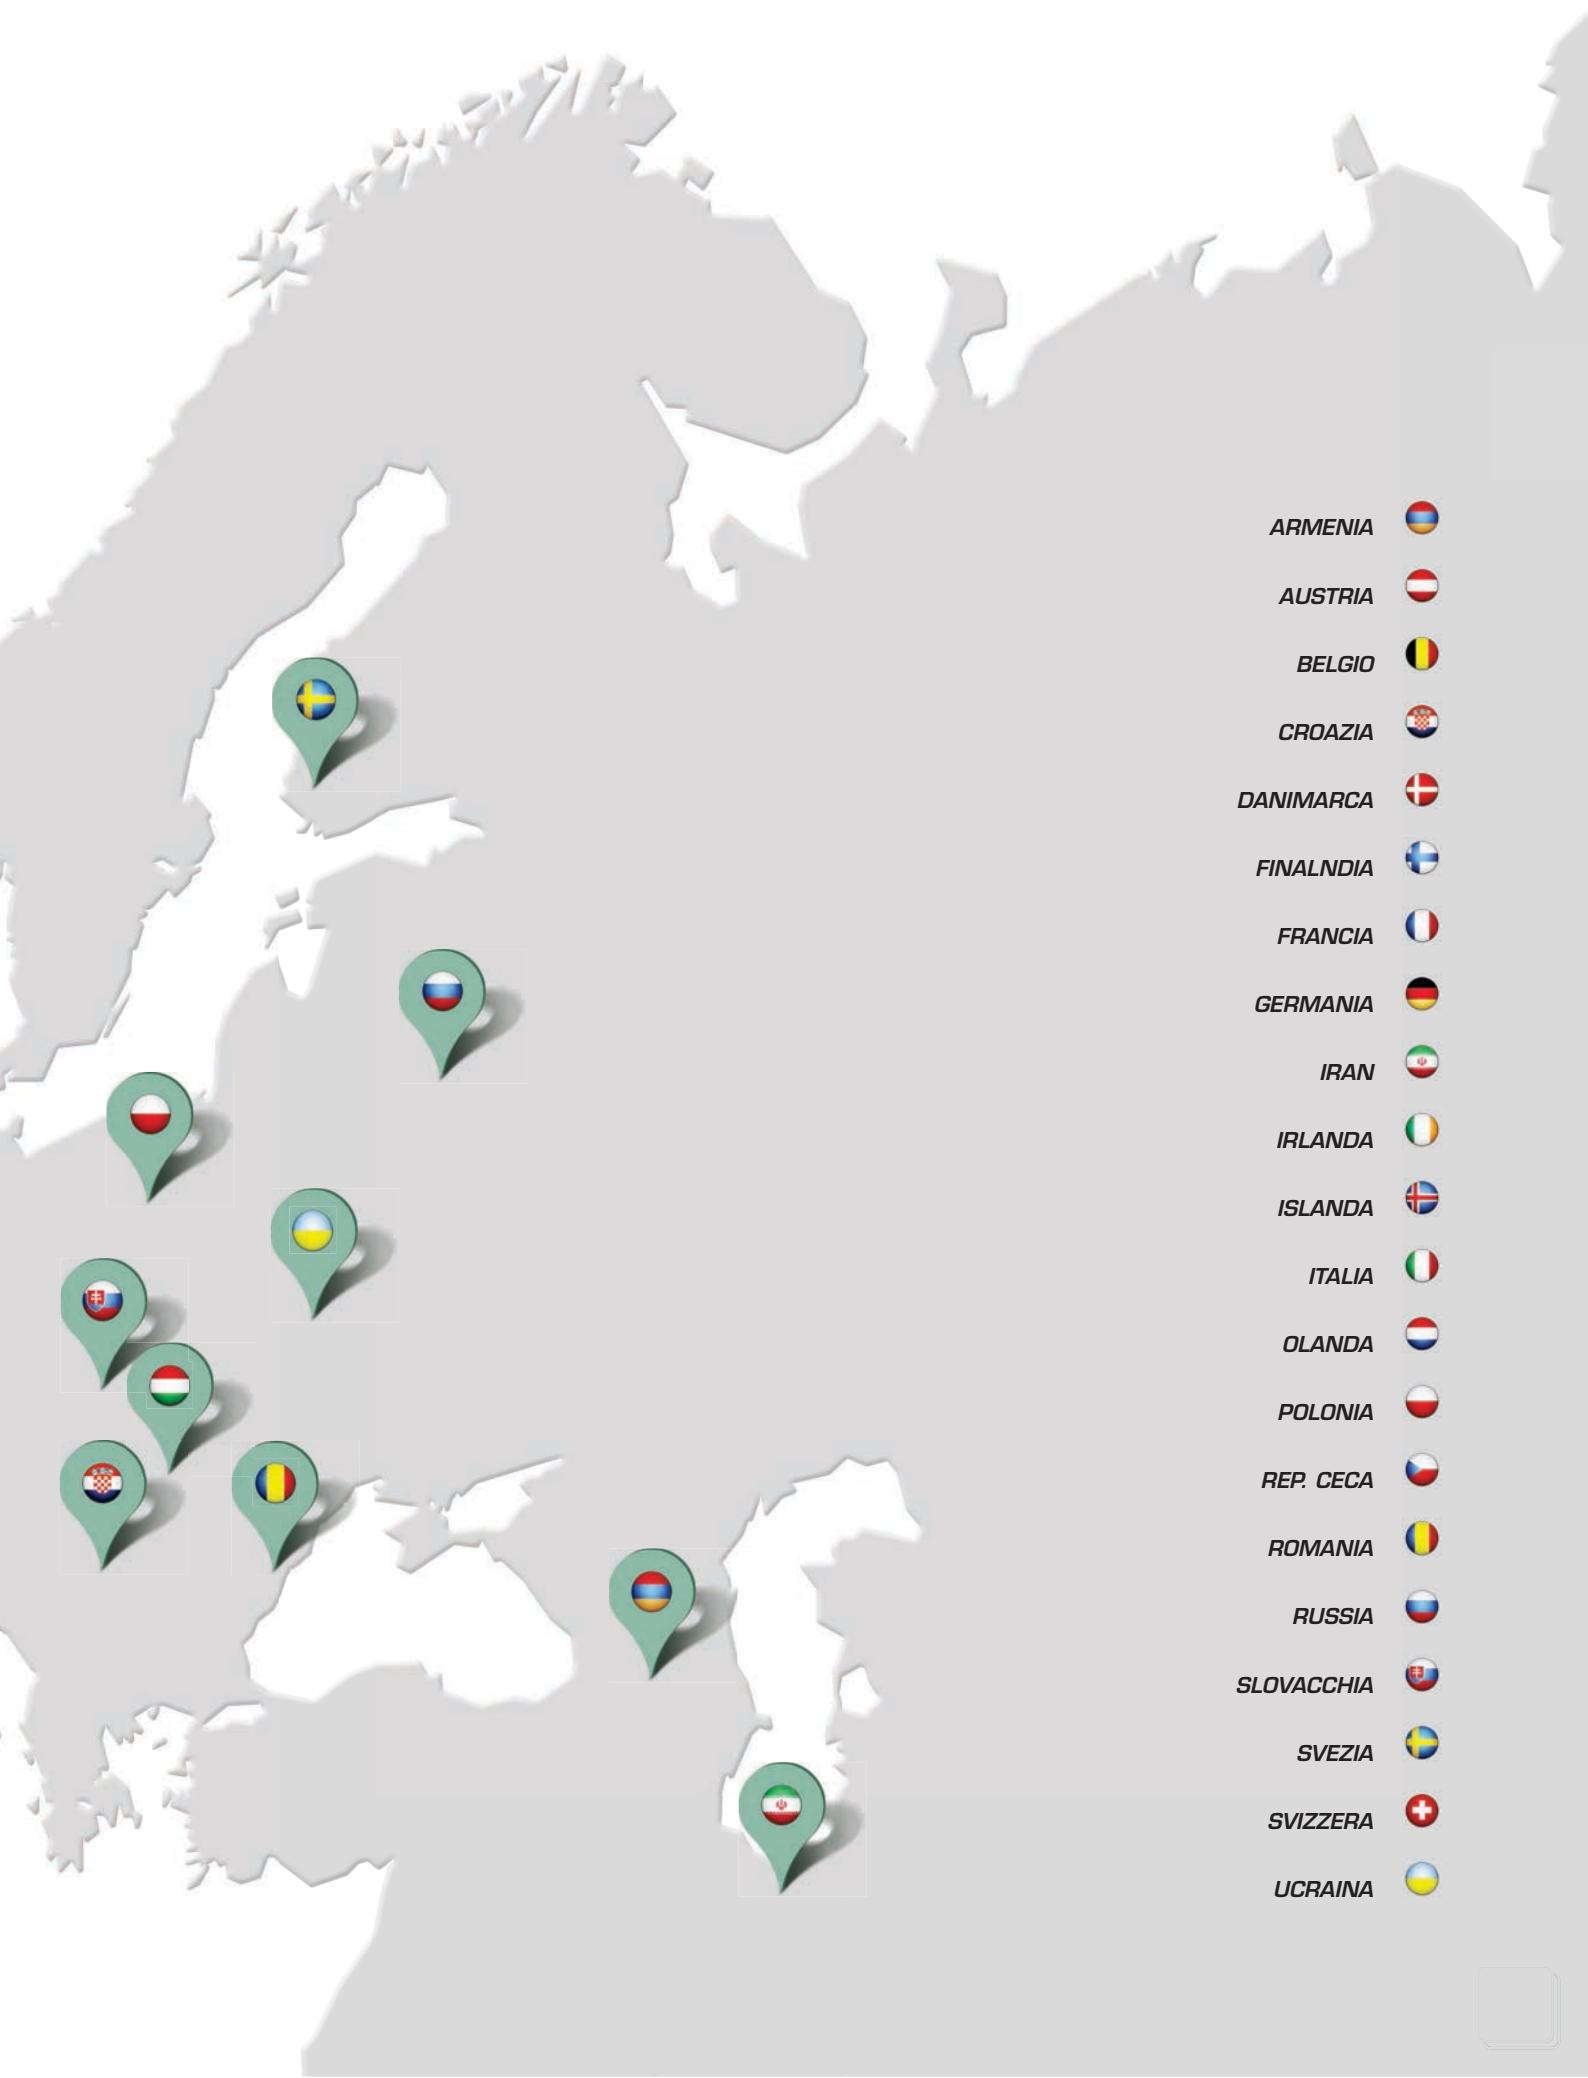 ARMENIA
AUSTRIA
BELGIO
CROAZIA
DANIMARCA
FINALNDIA
FRANCIA
GERMANIA
IRAN
IRLANDA
ISLANDA
ITALIA
OLANDA
POLONIA
REP. CECA
ROMANIA
RUSSIA
SLOVACCHIA
SVEZIA
SVIZZERA
UCRAINA